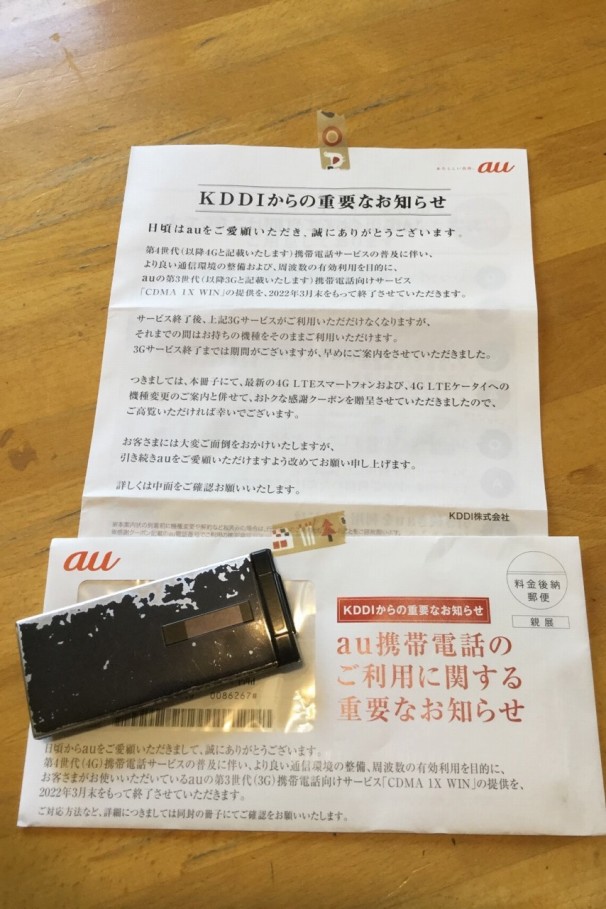 au
KDDIからの重要なお知らせ
日頃はauをご愛顧いただき、誠にありがとうございます。
第4世代(以降4Gと記載いたします)携帯電話サービスの普及に伴い、
より良い通信環境の整備および、周波数の有効利用を目的に、
auの第3世代(以降3Gと記載いたします)携帯電話向けサービス
「CDMA 1X WIN」の提供を、2022年3月末をもって終了させていただきます。
サービス終了後、上記3Gサービスがご利用いただだけなくなりますが、
それまでの間はお持ちの機種をそのままご利用いただけます。
3Gサービス終了までは期間がございますが、早めにご案内をさせていただきました。
つきましては、本冊子にて、最新の4G LTEスマートフォンおよび、4G LTEケータイへの
機種変更のご案内と併せて、おトクな感謝クーポンを贈呈させていただきましたので、
ご高覧いただければ幸いでございます。
お客さまには大変ご面倒をおかけいたしますが、
引き続きauをご愛顧いただけますよう改めてお願い申し上げます。
詳しくは中面をご確認お願いいたします。
KDDI株式会社
au
料金後納
郵便
親展
KDDIからの重要なお知らせ
au携帯電話の
ご利用に関する
重要なお知らせ
0086267#
日頃からauをご愛顧いただきまして、誠にありがとうございます。
第4世代(4G)携帯電話サービスの普及に伴い、より良い通信環境の整備、周波数の有効利用を目的に、
お客さまがお使いいただいているauの第3世代(3G)携帯電話向けサービス「CDMA 1X WIN」の提供を、
2022年3月末をもって終了させていただきます。
ご対応方法など、詳細につきましては同封の冊子にてご確認をお願いいたします。